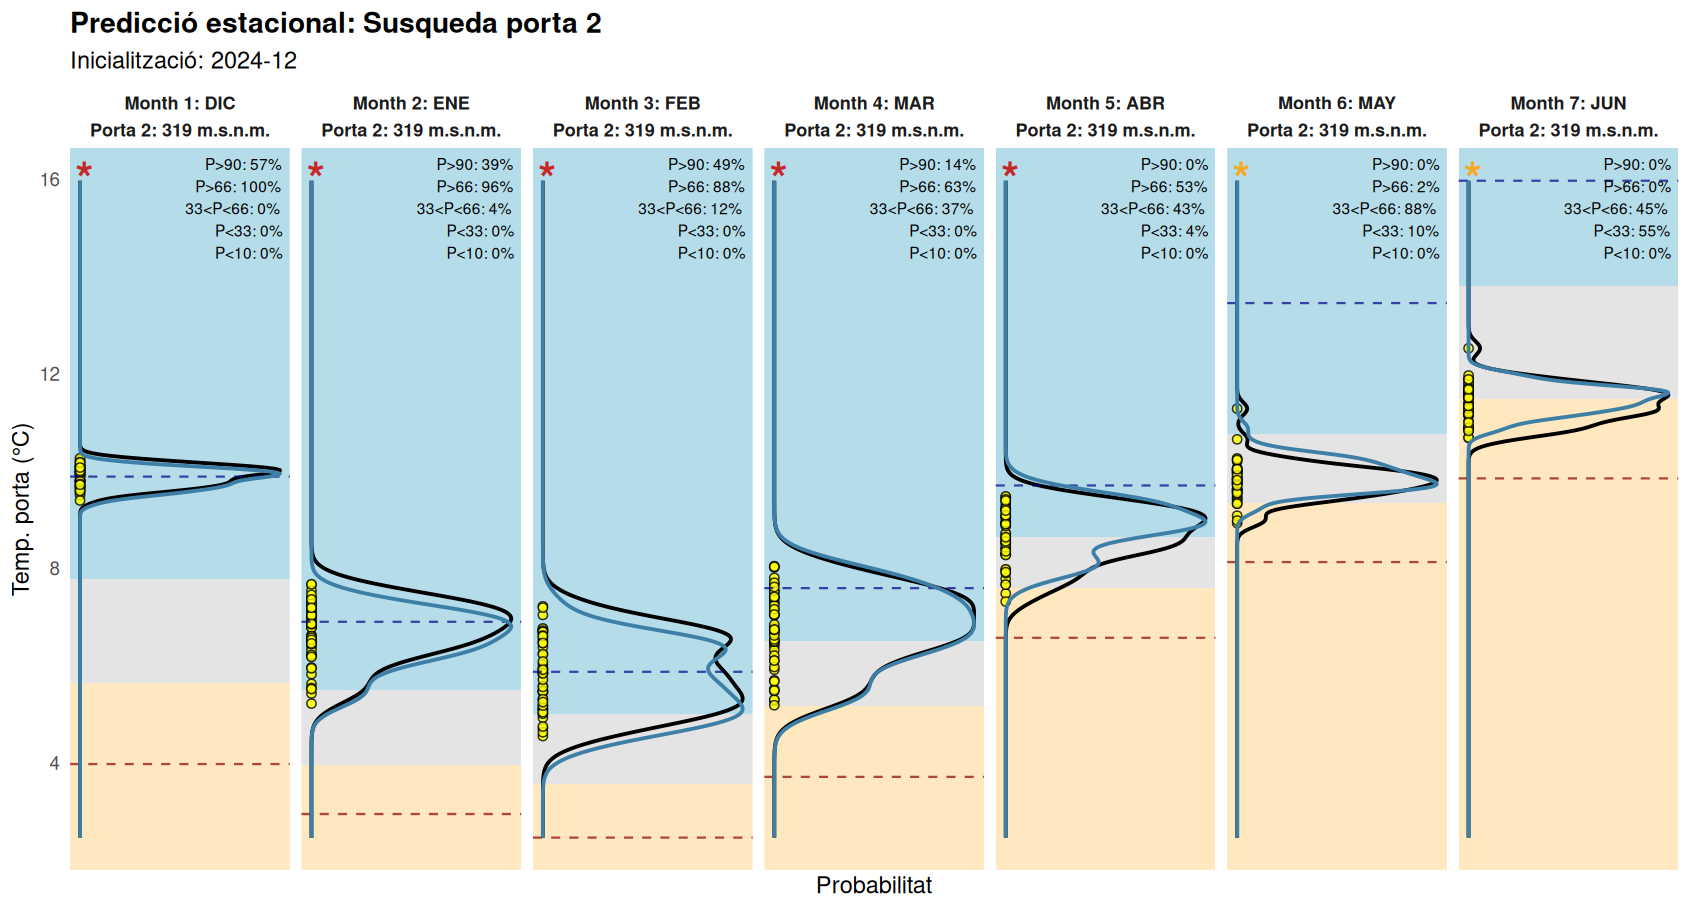 Predicció estacional: Susqueda porta 2
Inicialització: 2024-12
Month 1: DIC
Porta 2: 319 m.s.n.m.
Month 2: ENE
Porta 2: 319 m.s.n.m.
Month 3: FEB
Porta 2: 319 m.s.n.m.
Month 4: MAR
Porta 2: 319 m.s.n.m.
Month 5: ABR
Porta 2: 319 m.s.n.m.
Month 6: MAY
Porta 2: 319 m.s.n.m.
Month 7: JUN
Porta 2: 319 m.s.n.m.
*
P>90: 57%
P>66: 100%
33<P<66: 0%
P<33: 0%
P<10: 0%
*
P>90: 39%
P>66: 96%
33<P<66: 4%
P<33: 0%
P<10: 0%
*
P>90: 49%
P>66: 88%
33<P<66: 12%
P<33: 0%
P<10: 0%
*
P>90: 14%
P>66: 63%
33<P<66: 37%
P<33: 0%
P<10: 0%
*
P>90: 0%
P>66: 53%
33<P<66: 43%
P<33: 4%
P<10: 0%
*
P>90: 0%
P>66: 2%
33<P<66: 88%
P<33: 10%
P<10: 0%
*
P>90: 0%
P>66: 0%
33<P<66: 45%
P<33: 55%
P<10: 0%
16
12
8
4
Temp. porta (°C)
Probabilitat